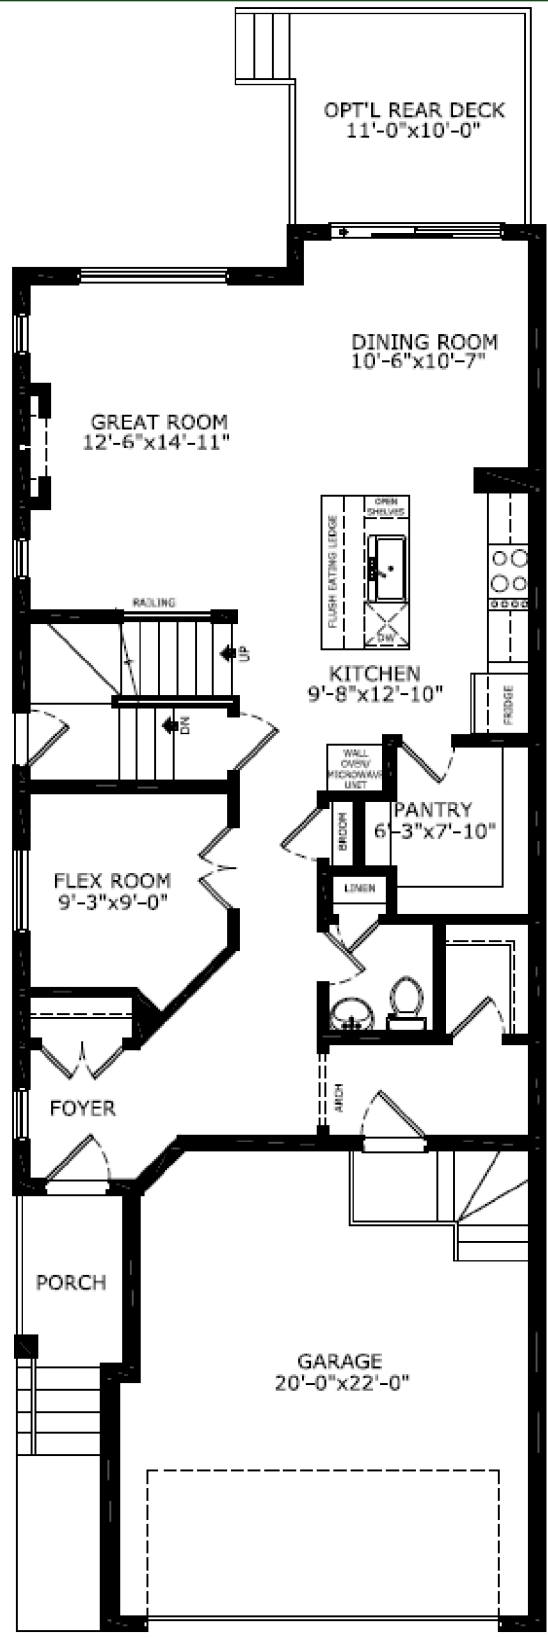 OPT'L REAR DECK
11'-0"x10'-0"
DINING ROOM
10'-6"x10'-7"
GREAT ROOM
12'-6"x14'-11"
OPEN
SHELVES
FLUSH EATING LEDGE
DW
RAILING
UP
KITCHEN
9'-8"x12'-10"
FRIDGE
DN
WALL
OVEN/
MICROWAVE
UNIT
PANTRY
6'-3"x7'-10"
BROOM
FLEX ROOM
9'-3"x9'-0"
LINEN
FOYER
ARCH
PORCH
GARAGE
20'-0"x22'-0"